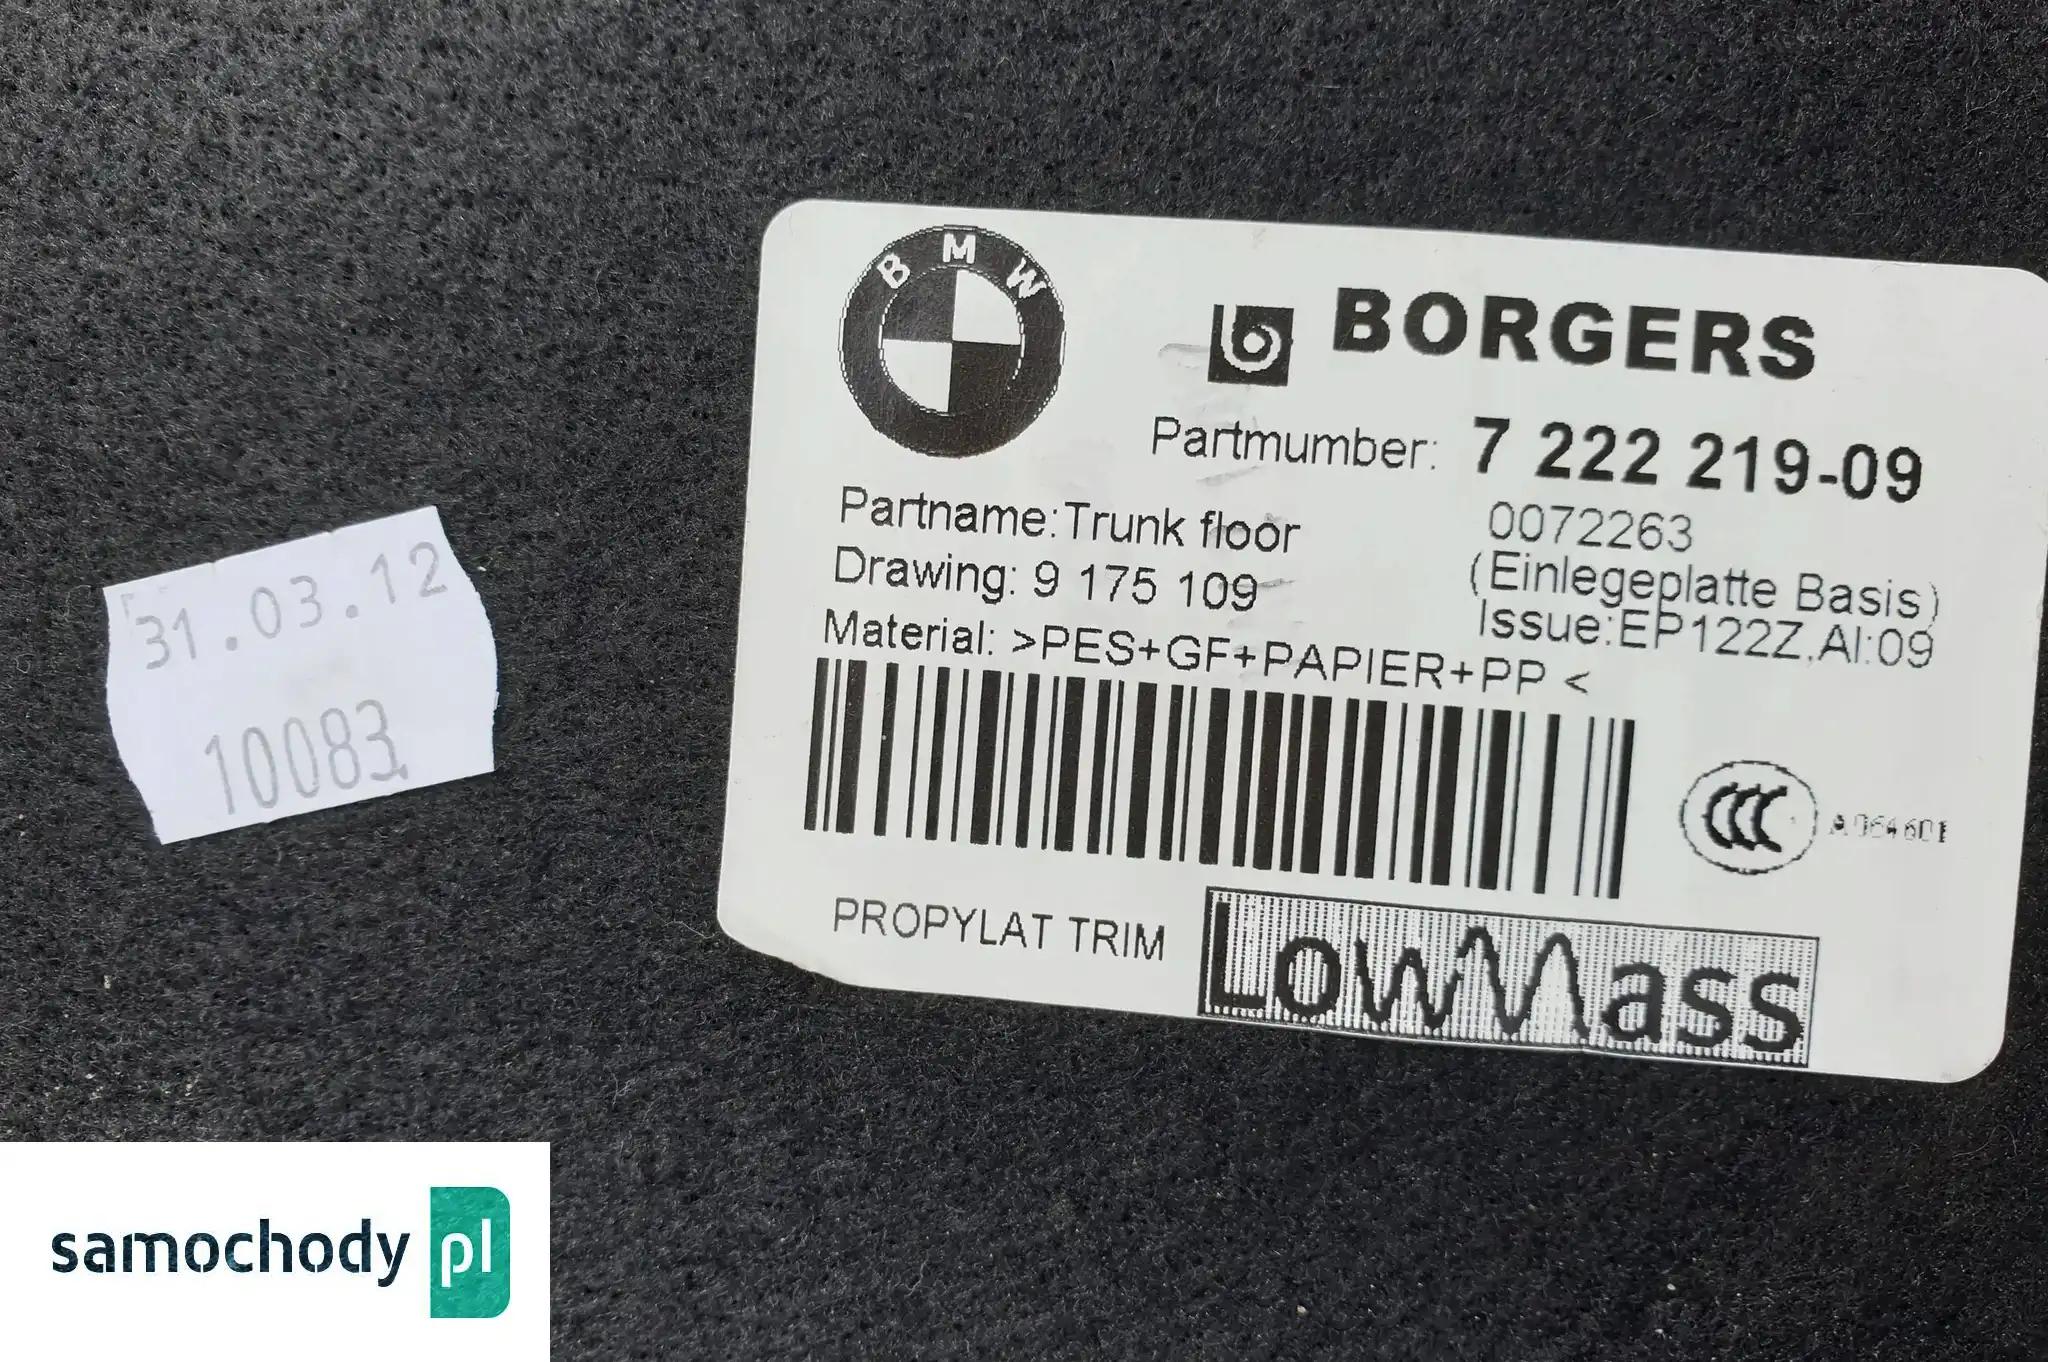 BMW
BORGERS
Partmumber: 7 222 219-09
Partname:Trunk floor
0072263
Drawing: 9 175 109
(Einlegeplatte Basis)
Material: >PES+GF+PAPIER+PP <
Issue:EP122Z,AI:09
CCC
PROPYLAT TRIM
LowMass
31.03.12
10083
samochody pl